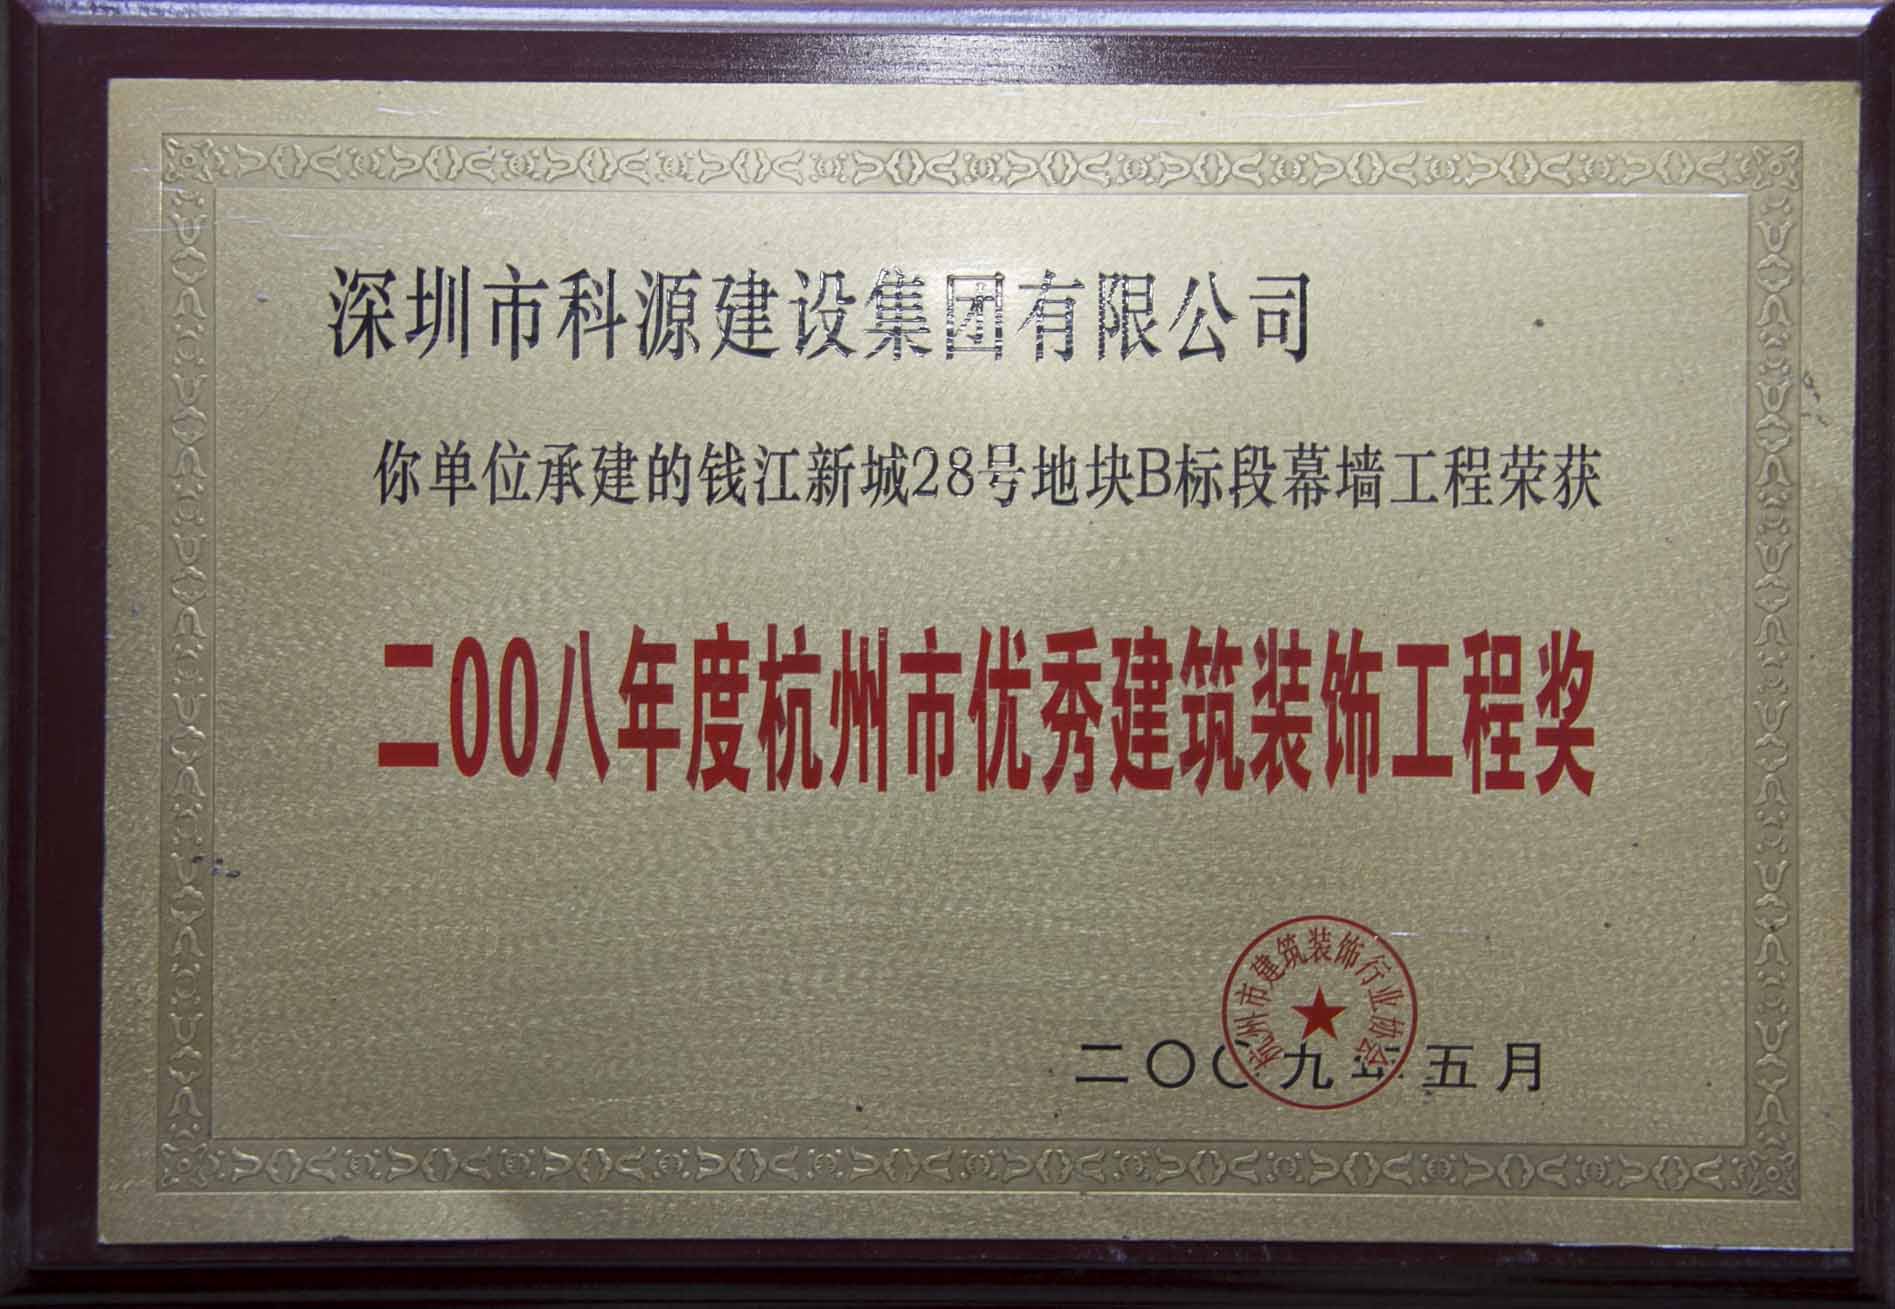 深圳市科源建设集团有限公司
你单位承建的钱江新城28号地块B标段幕墙工程荣获
二00八年度杭州市优秀建筑装饰工程奖
杭州市建筑装饰行业协会
二〇〇九年五月